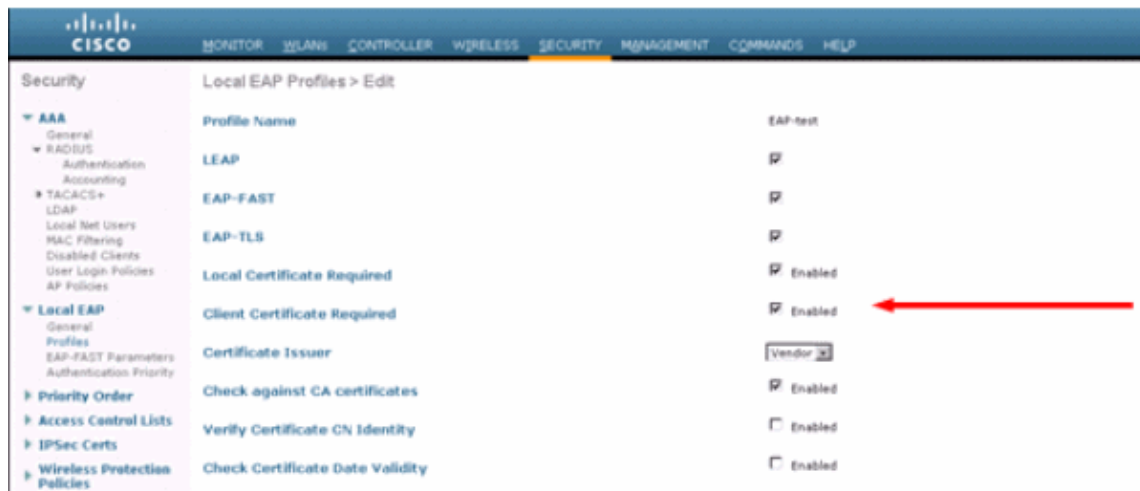 CISCO
MONITOR WLANs CONTROLLER WIRELESS SECURITY MANAGEMENT COMMANDS HELP
Security
AAA
General
RADIUS
Authentication
Accounting
TACACS+
LDAP
Local Net Users
MAC Filtering
Disabled Clients
User Login Policies
AP Policies
Local EAP
General
Profiles
EAP-FAST Parameters
Authentication Priority
Priority Order
Access Control Lists
IPSec Certs
Wireless Protection
Policies
Local EAP Profiles > Edit
Profile Name EAP-test
LEAP
EAP-FAST
EAP-TLS
Local Certificate Required Enabled
Client Certificate Required Enabled
Certificate Issuer Vendor
Check against CA certificates Enabled
Verify Certificate CN Identity Enabled
Check Certificate Date Validity Enabled